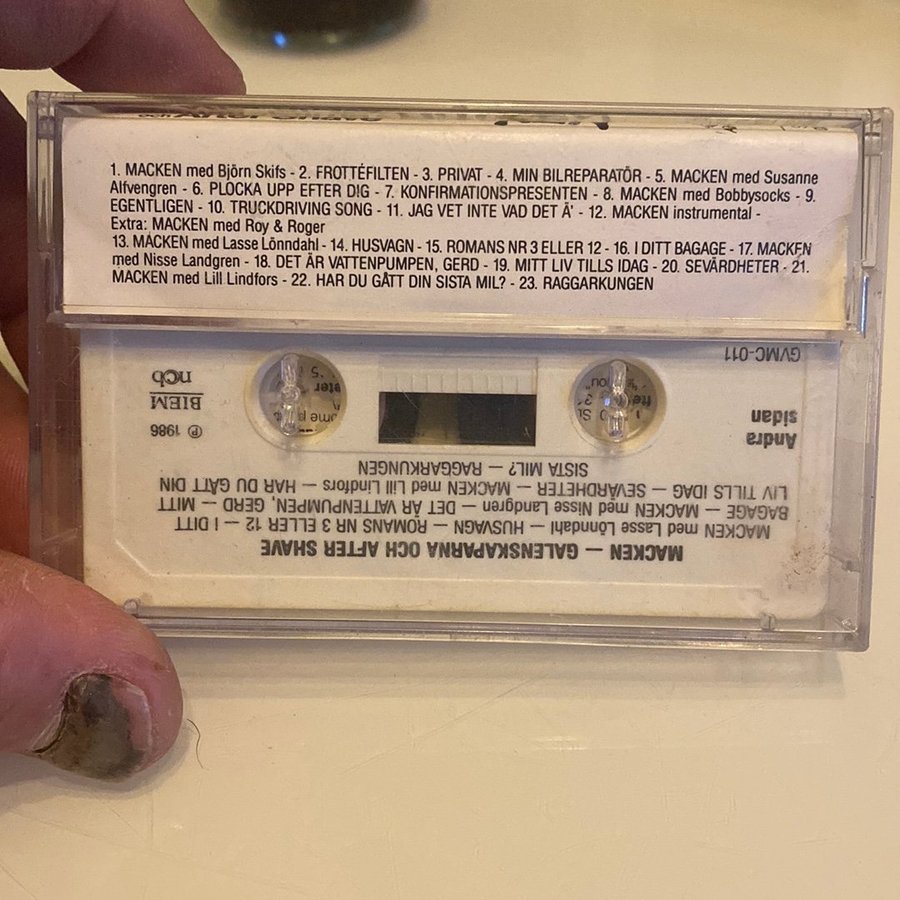 och After Shave
1. MACKEN med Björn Skifs - 2. FROTTÉFILTEN - 3. PRIVAT - 4. MIN BILREPARATÖR - 5. MACKEN med Susanne
Alfvengren - 6. PLOCKA UPP EFTER DIG - 7. KONFIRMATIONSPRESENTEN - 8. MACKEN med Bobbysocks - 9.
EGENTLIGEN - 10. TRUCKDRIVING SONG - 11. JAG VET INTE VAD DET Ä' - 12. MACKEN instrumental -
Extra: MACKEN med Roy & Roger
13. MACKEN med Lasse Lönndahl - 14. HUSVAGN - 15. ROMANS NR 3 ELLER 12 - 16. I DITT BAGAGE - 17. MACKEN
med Nisse Landgren - 18. DET ÄR VATTENPUMPEN, GERD - 19. MITT LIV TILLS IDAG - 20. SEVÄRDHETER - 21.
MACKEN med Lill Lindfors - 22. HAR DU GÅTT DIN SISTA MIL? - 23. RAGGARKUNGEN
MACKEN — GALENSKAPARNA OCH AFTER SHAVE
MACKEN med Lasse Lönndahl — HUSVAGN — ROMANS NR 3 ELLER 12 — I DITT
BAGAGE — MACKEN med Nisse Landgren — DET ÄR VATTENPUMPEN, GERD — MITT
LIV TILLS IDAG — SEVÄRDHETER — MACKEN med Lill Lindfors — HAR DU GÅTT DIN
SISTA MIL? — RAGGARKUNGEN
Andra
sidan
℗ 1986
BIEM
ncb
GVMC-011